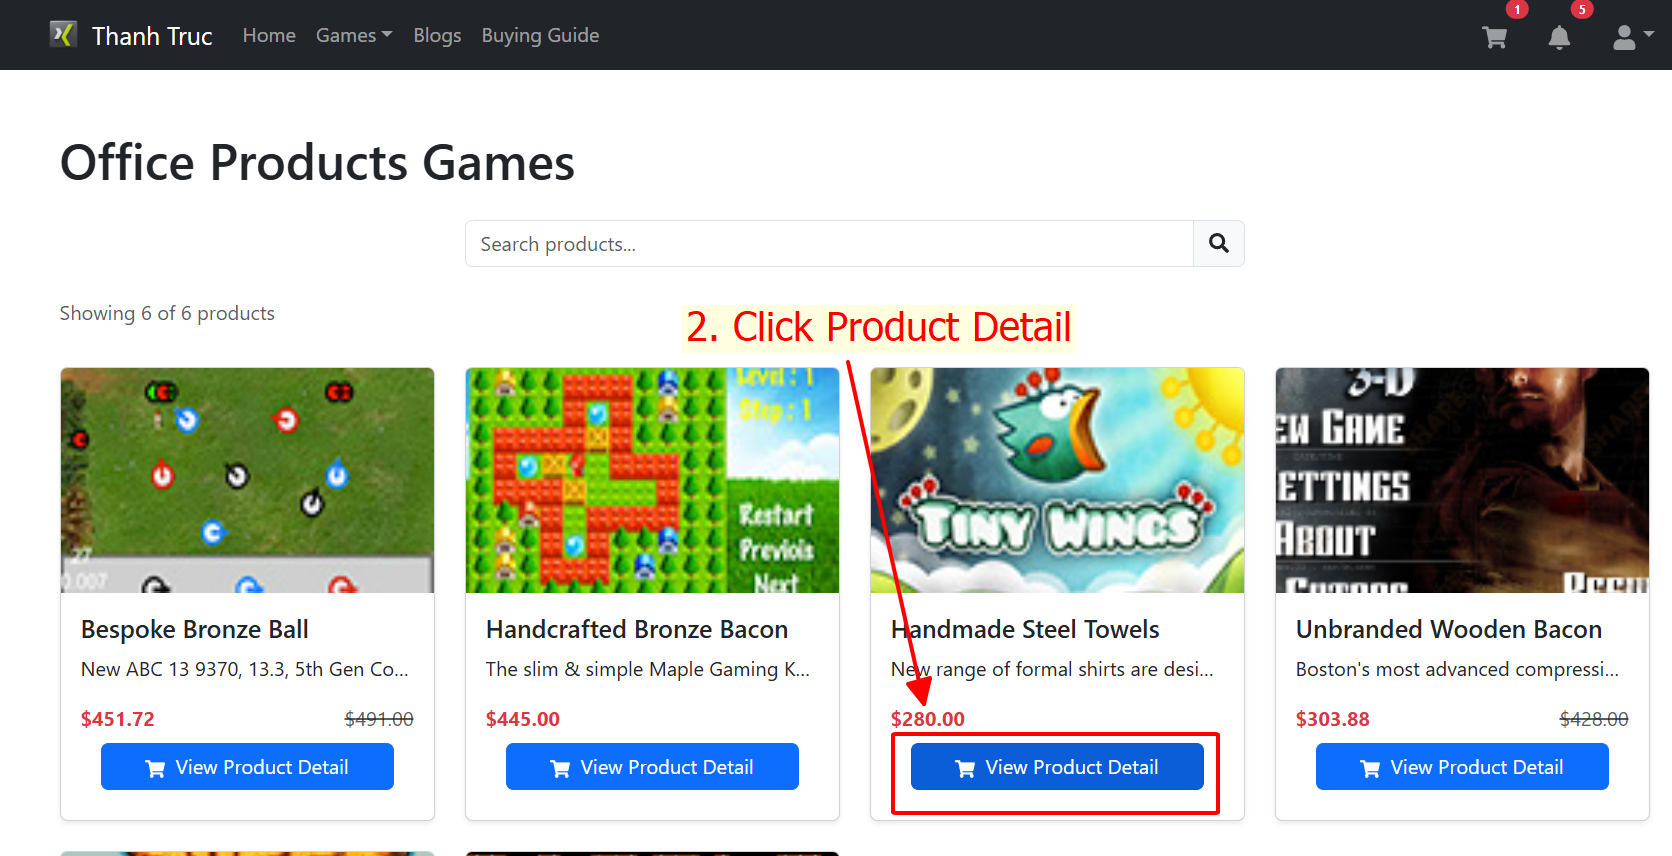 Thanh Truc Home Games Blogs Buying Guide 1 5
Office Products Games
Search products...
Showing 6 of 6 products
2. Click Product Detail
27
0.007
Level : 1
Step : 1
Restart
Previois
Next
TINY WINGS
3-D
EW GAME
ETTINGS
ABOUT
Bespoke Bronze Ball
New ABC 13 9370, 13.3, 5th Gen Co...
$451.72 $491.00
View Product Detail
Handcrafted Bronze Bacon
The slim & simple Maple Gaming K...
$445.00
View Product Detail
Handmade Steel Towels
New range of formal shirts are desi...
$280.00
View Product Detail
Unbranded Wooden Bacon
Boston's most advanced compressi...
$303.88 $428.00
View Product Detail